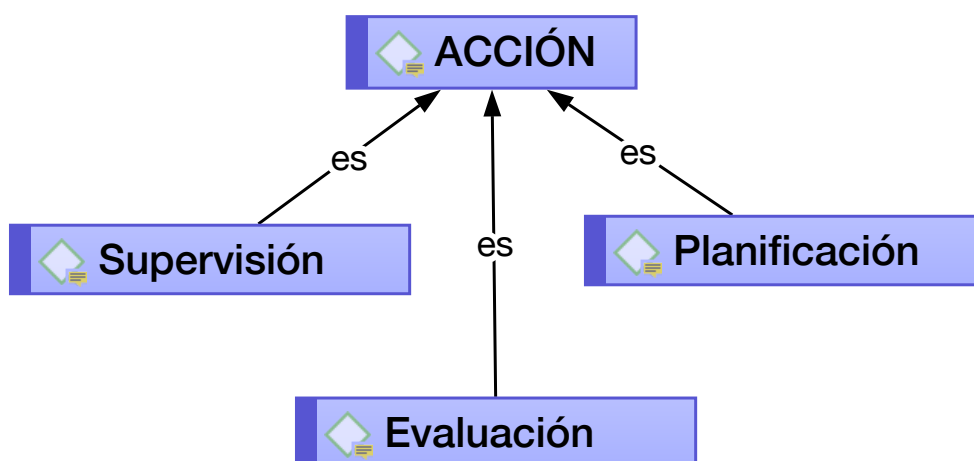 ACCIÓN
es
es
Supervisión
es
Planificación
Evaluación